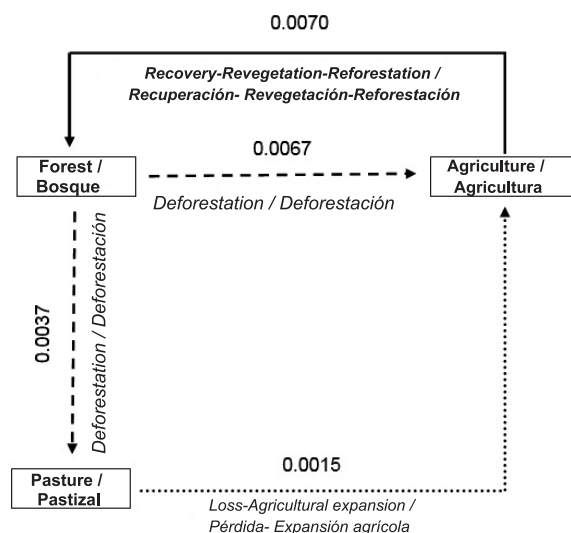 0.0070
Recovery-Revegetation-Reforestation /
Recuperación- Revegetación-Reforestación
0.0067
Forest /
Bosque
Agriculture /
Agricultura
Deforestation / Deforestación
0.0037
Deforestation / Deforestación
Pasture /
Pastizal
0.0015
Loss-Agricultural expansion /
Pérdida- Expansión agrícola